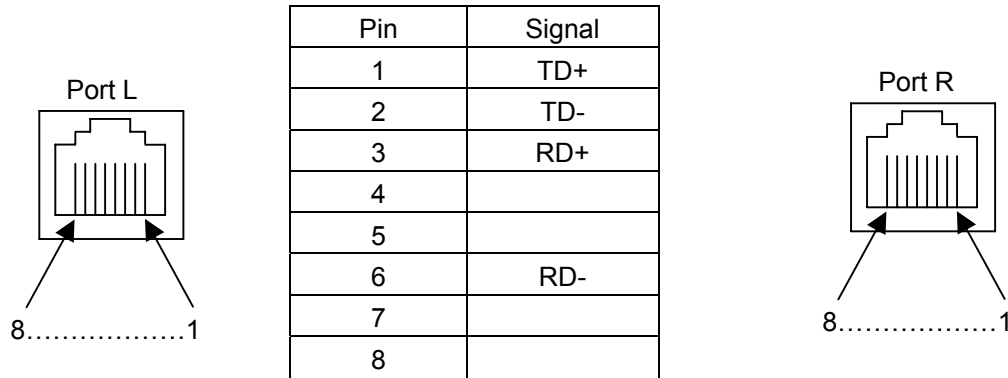 Port L
8………………1
Pin Signal
1 TD+
2 TD-
3 RD+
4
5
6 RD-
7
8
Port R
8………………1